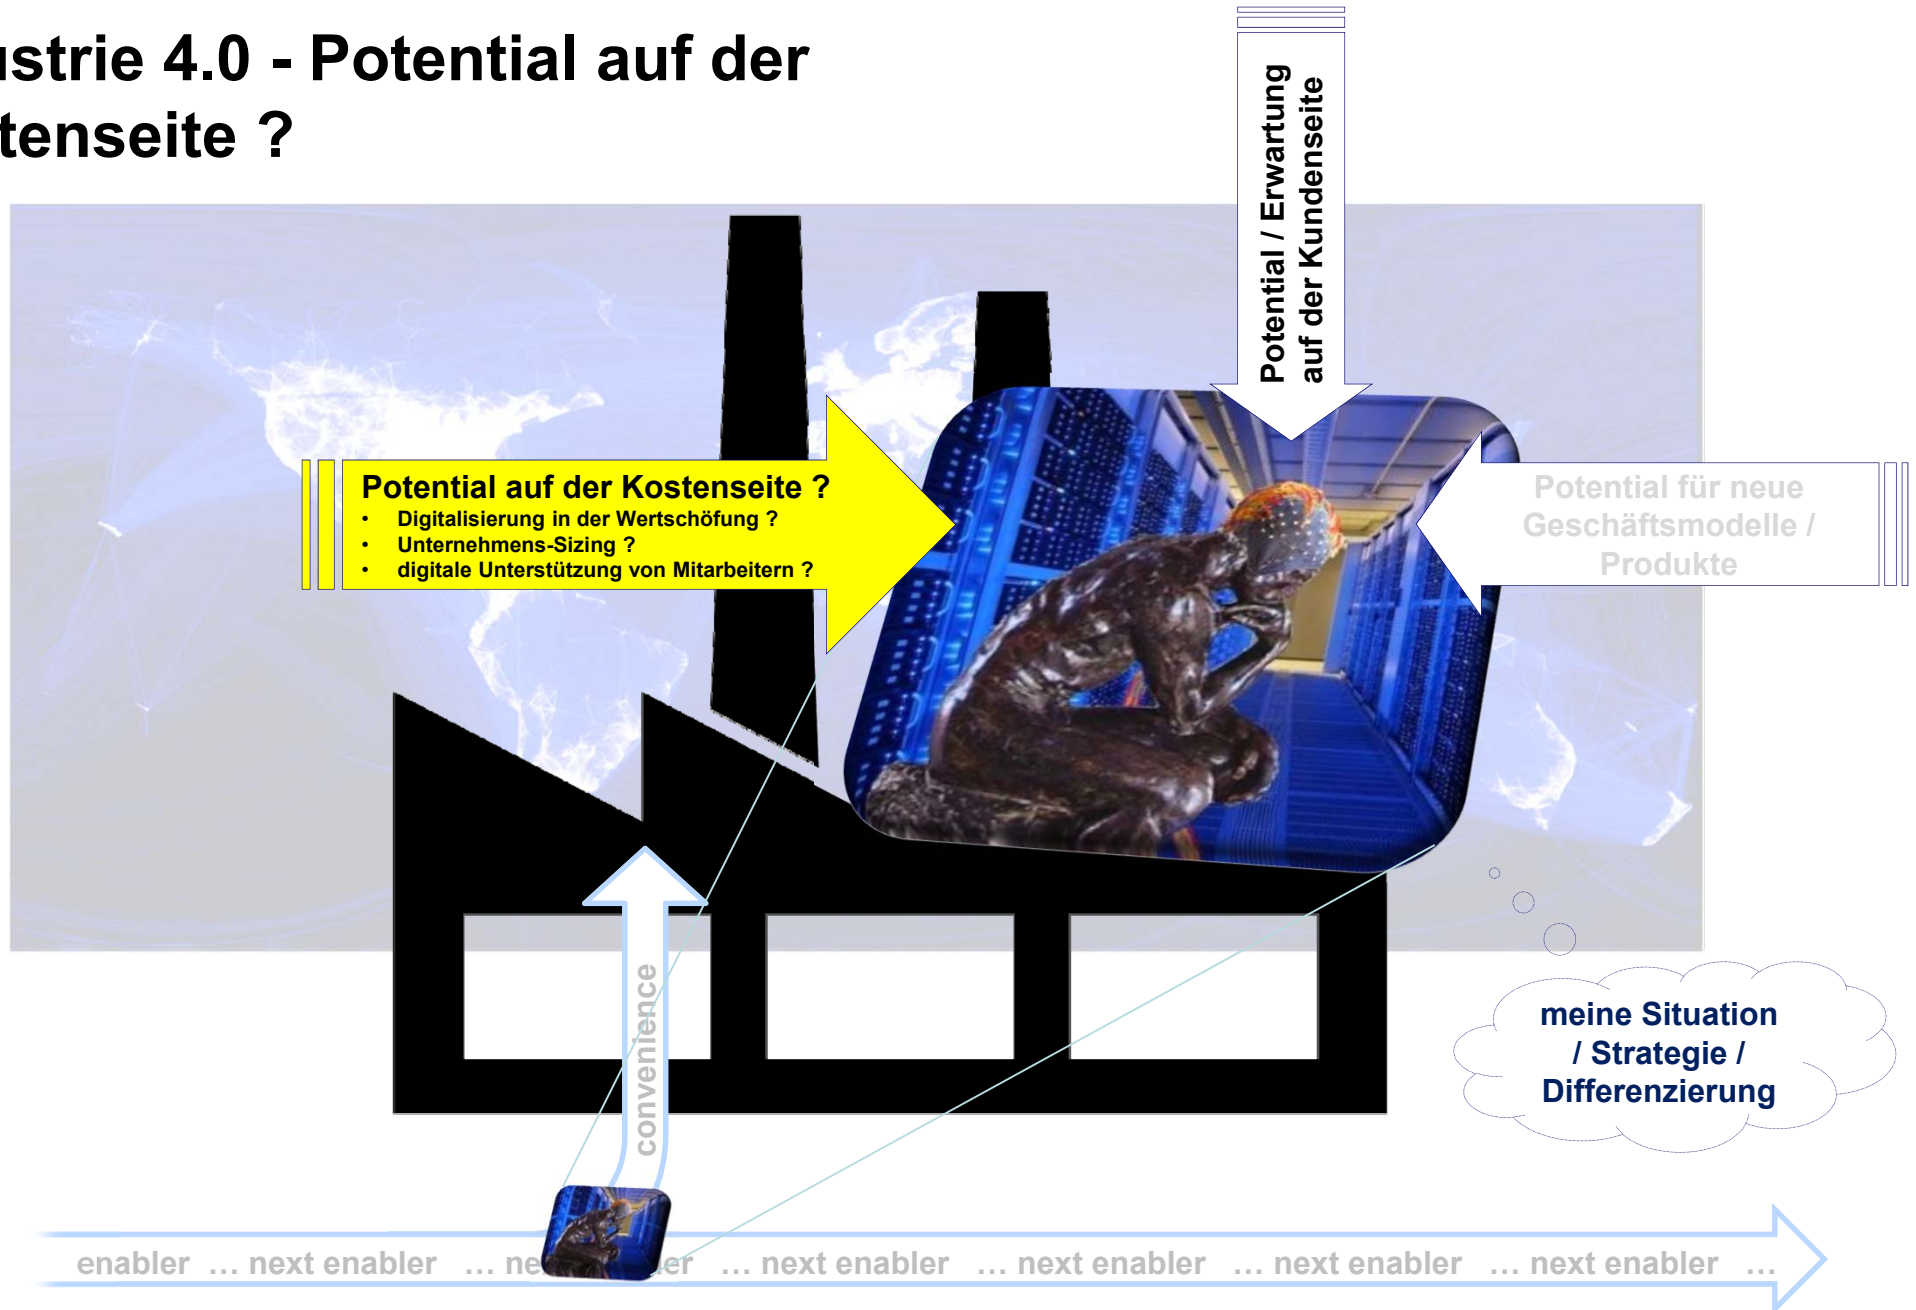 ustrie 4.0 - Potential auf der
tenseite ?
Potential / Erwartung
auf der Kundenseite
Potential auf der Kostenseite ?
• Digitalisierung in der Wertschöfung ?
• Unternehmens-Sizing ?
• digitale Unterstützung von Mitarbeitern ?
Potential für neue
Geschäftsmodelle /
Produkte
convenience
meine Situation
/ Strategie /
Differenzierung
enabler … next enabler … ne er … next enabler … next enabler … next enabler … next enabler …